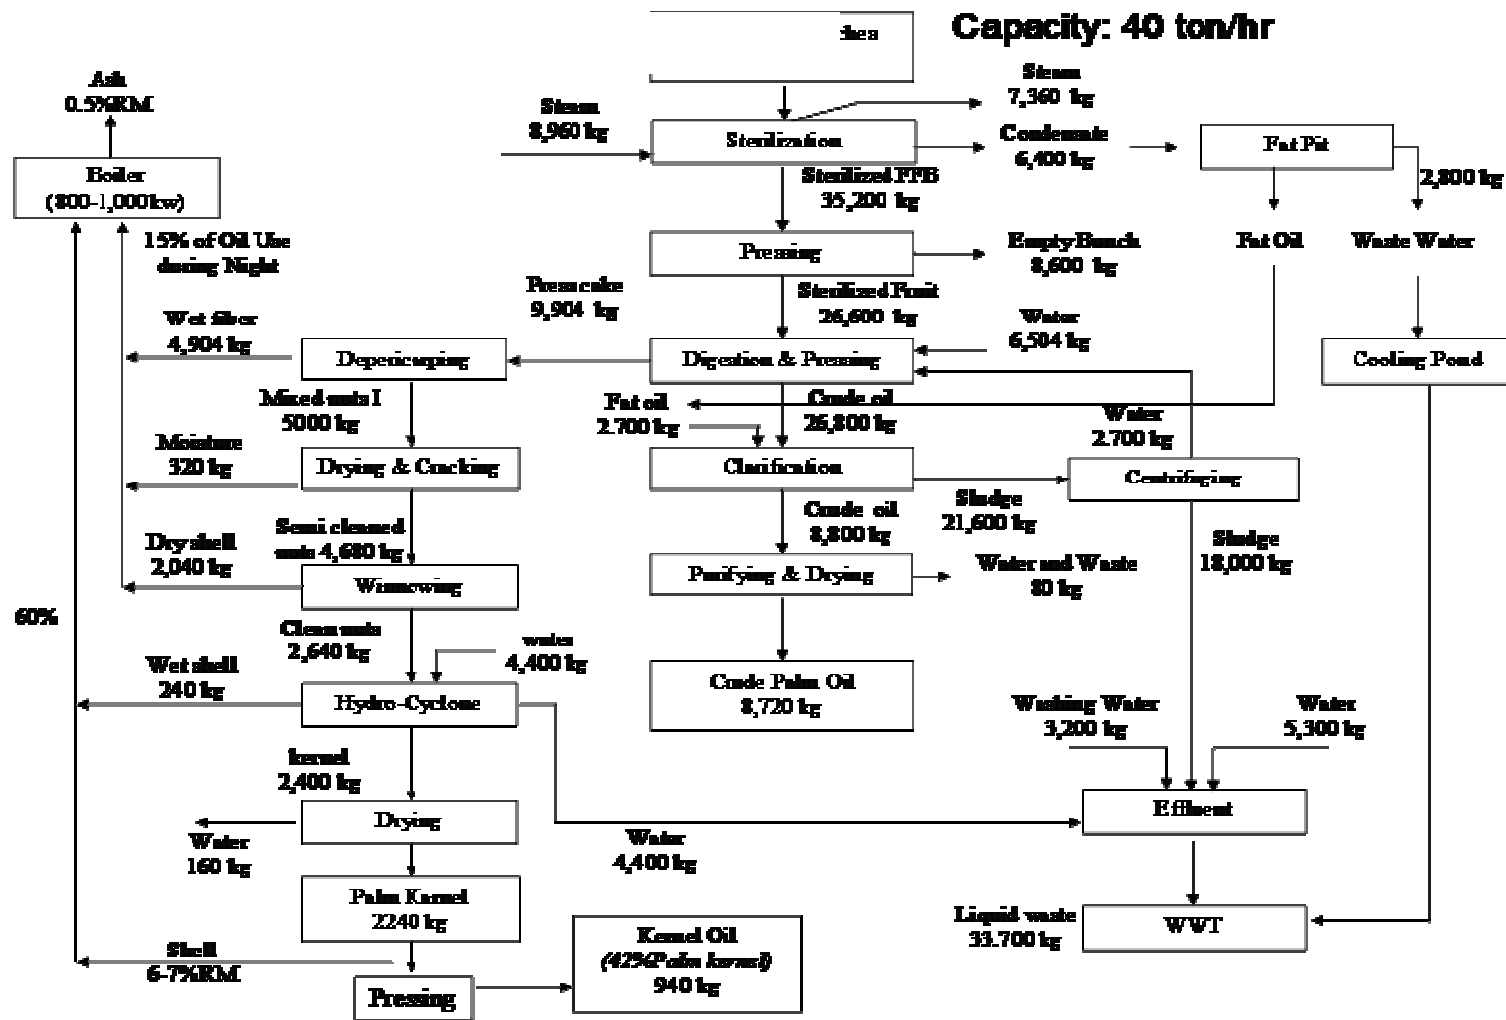 Capacity: 40 ton/hr
Steam
7,360 kg
Ash
0.5%RM
Steam
8,960 kg
Sterilization
Condensate
6,400 kg
Fat Pit
Boiler
(800-1,000kw)
Sterilized FFB
35,200 kg
2,800 kg
15% of Oil Use
during Night
Pressing
Empty Bunch
8,600 kg
Fat Oil
Waste Water
Press cake
9,904 kg
Sterilized Fruit
26,600 kg
Water
6,504 kg
Wet fiber
4,904 kg
Depericarping
Digestion & Pressing
Cooling Pond
Mixed nuts I
5000 kg
Fat oil
2.700 kg
Crude oil
26,800 kg
Water
2.700 kg
Moisture
320 kg
Drying & Cracking
Clarification
Centrifuging
Sludge
21,600 kg
Semi cleaned
nuts 4,680 kg
Crude oil
8,800 kg
Sludge
18,000 kg
Dry shell
2,040 kg
Winnowing
Purifying & Drying
Water and Waste
80 kg
60%
Clean nuts
2,640 kg
water
4,400 kg
Wet shell
240 kg
Hydro-Cyclone
Crude Palm Oil
8,720 kg
Washing Water
3,200 kg
Water
5,300 kg
kernel
2,400 kg
Drying
Effluent
Water
160 kg
Water
4,400 kg
Palm Kernel
2240 kg
Liquid waste
33.700 kg
WWT
Shell
6-7%RM
Kernel Oil
(42%Palm kernel)
940 kg
Pressing